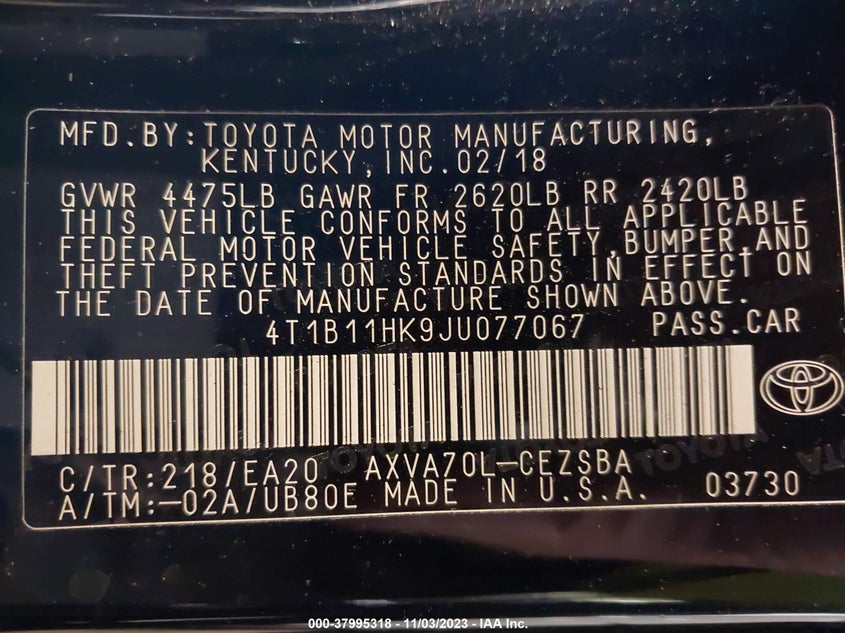 MFD.BY:TOYOTA MOTOR MANUFACTURING,
KENTUCKY,INC.02/18
GVWR 4475LB GAWR FR 2620LB RR 2420LB
THIS VEHICLE CONFORMS TO ALL APPLICABLE
FEDERAL MOTOR VEHICLE SAFETY,BUMPER,AND
THEFT PREVENTION STANDARDS IN EFFECT ON
THE DATE OF MANUFACTURE SHOWN ABOVE.
4T1B11HK9JU077067 PASS.CAR
C/TR:218/EA20 AXVA70L-CEZSBA
A/TM:-02A/UB80E MADE IN U.S.A. 03730
TOYOTA
000-37995318 - 11/03/2023 - IAA Inc.